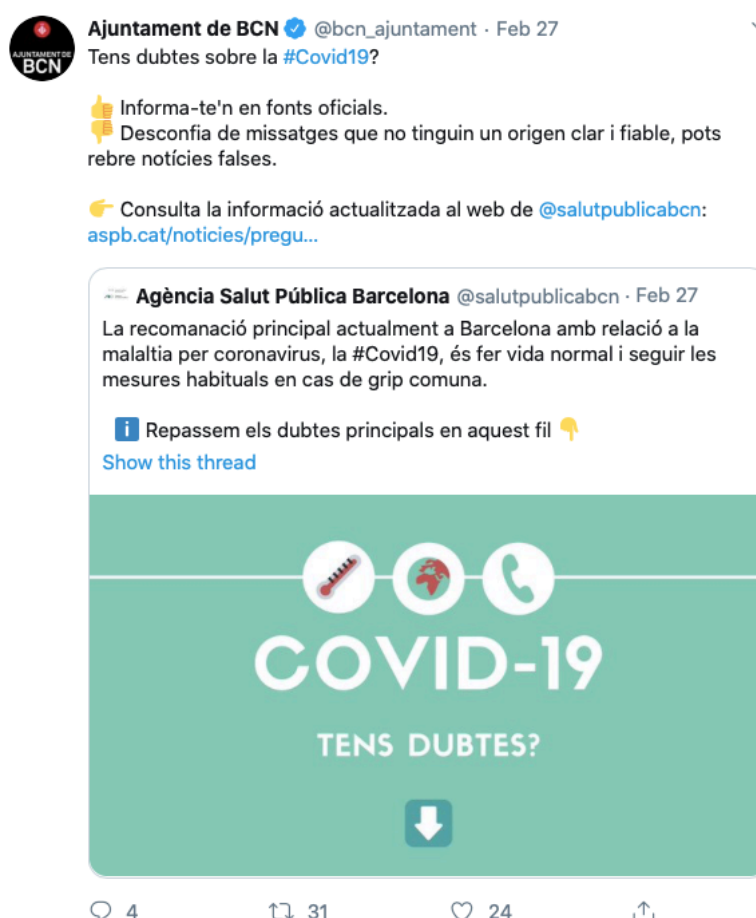 Ajuntament de BCN @bcn_ajuntament · Feb 27
AJUNTAMENT DE
BCN
Tens dubtes sobre la #Covid19?
👍 Informa-te'n en fonts oficials.
👎 Desconfia de missatges que no tinguin un origen clar i fiable, pots
rebre notícies falses.
👉 Consulta la informació actualitzada al web de @salutpublicabcn:
aspb.cat/noticies/pregu...
Agència Salut Pública Barcelona @salutpublicabcn · Feb 27
La recomanació principal actualment a Barcelona amb relació a la
malaltia per coronavirus, la #Covid19, és fer vida normal i seguir les
mesures habituals en cas de grip comuna.
ℹ️ Repassem els dubtes principals en aquest fil 👇
Show this thread
COVID-19
TENS DUBTES?
4 31 24